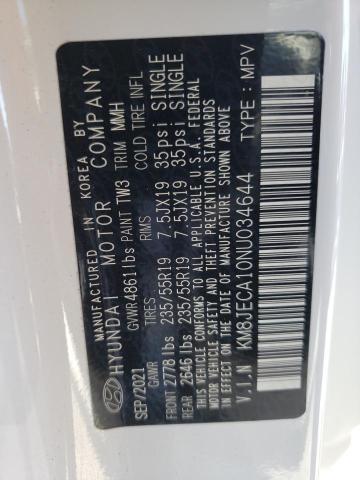 MANUFACTURED IN KOREA BY
HYUNDAI MOTOR COMPANY
SEP/2021 GVWR 4861 lbs PAINT TW3 TRIM MMH
GAWR TIRES RIMS COLD TIRE INFL
FRONT 2778 lbs 235/55R19 7.5JX19 35psi SINGLE
REAR 2646 lbs 235/55R19 7.5JX19 35psi SINGLE
THIS VEHICLE CONFORMS TO ALL APPLICABLE U.S.A. FEDERAL
MOTOR VEHICLE SAFETY AND THEFT PREVENTION STANDARDS
IN EFFECT ON THE DATE OF MANUFACTURE SHOWN ABOVE
V.I.N KM8JECA10NU034644 TYPE : MPV